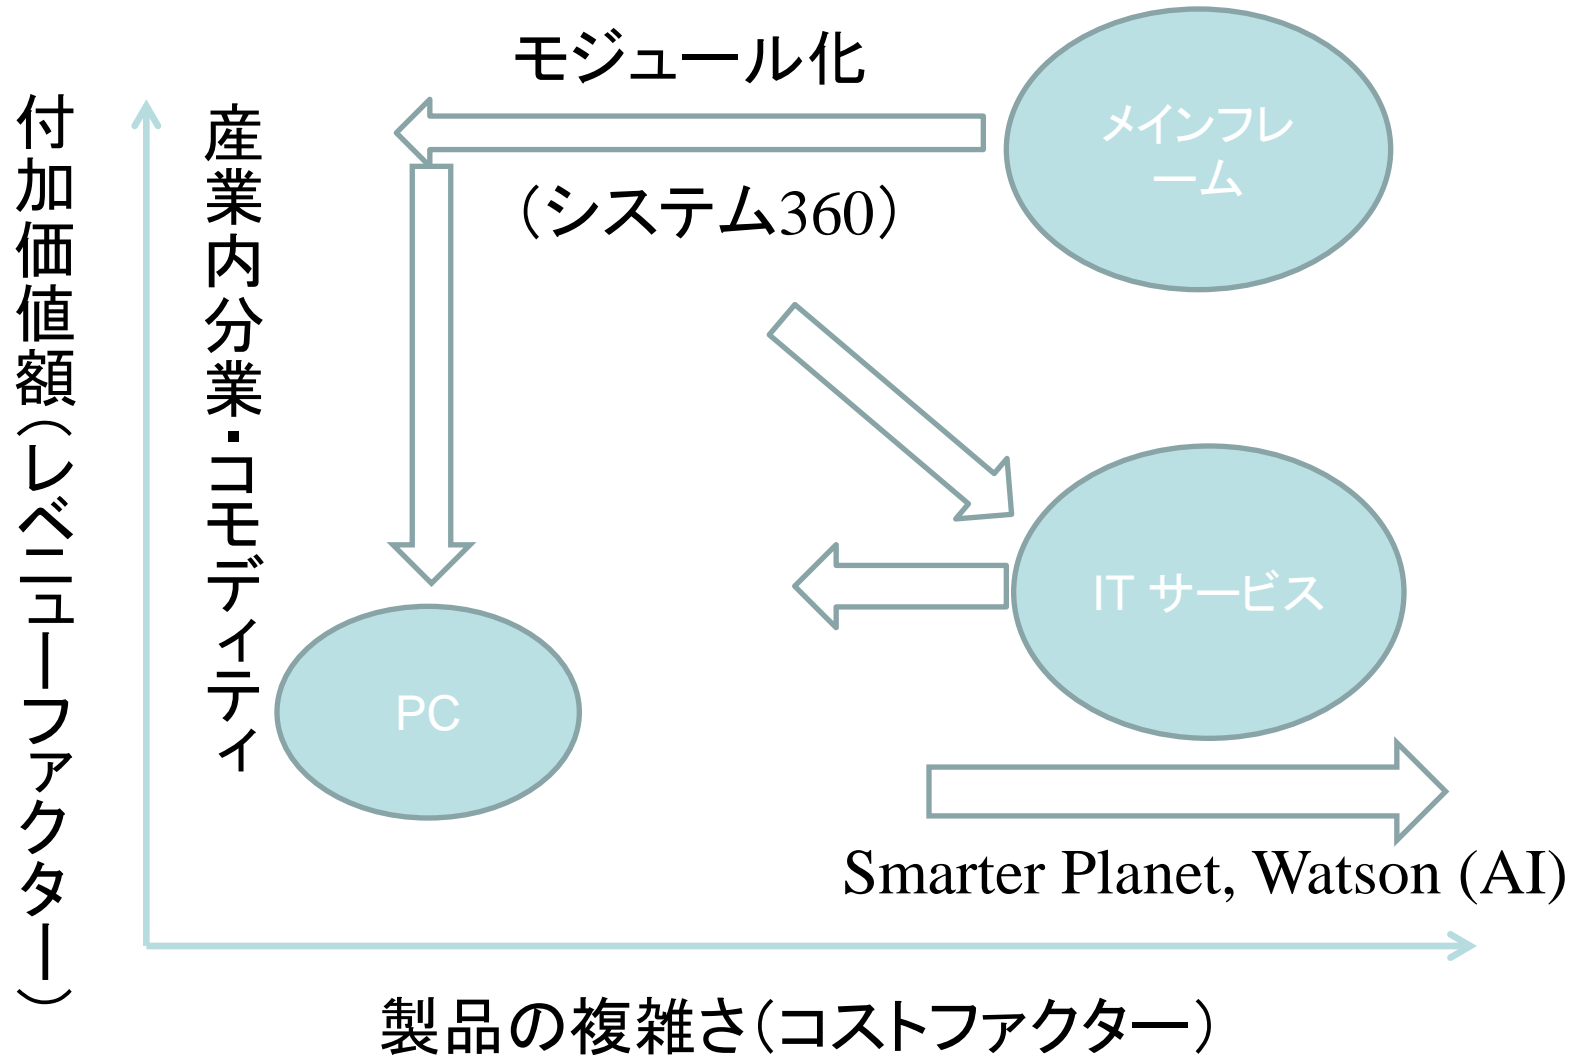 モジュール化
(システム360)
メインフレ
ーム
付加価値額(レベニューファクター)
産業内分業・コモディティ
IT サービス
PC
Smarter Planet, Watson (AI)
製品の複雑さ(コストファクター)